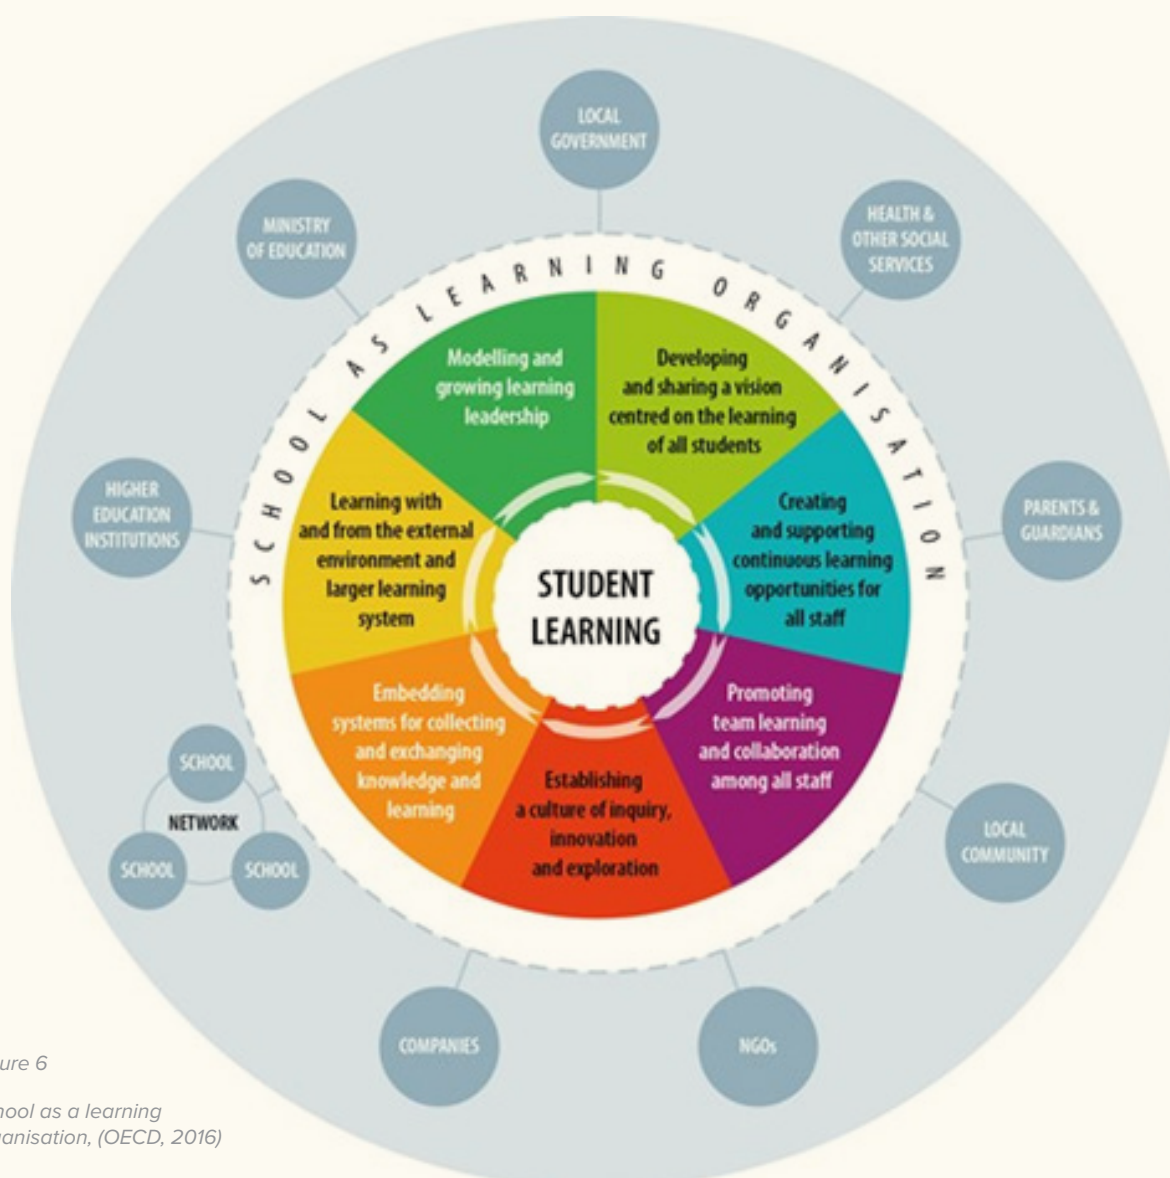 LOCAL
GOVERNMENT
MINISTRY
OF EDUCATION
HEALTH &
OTHER SOCIAL
SERVICES
SCHOOL AS LEARNING ORGANISATION
Modelling and
growing learning
leadership
Developing
and sharing a vision
centred on the learning
of all students
Learning with
and from the external
environment and
larger learning
system
Creating
and supporting
continuous learning
opportunities for
all staff
HIGHER
EDUCATION
INSTITUTIONS
PARENTS &
GUARDIANS
STUDENT
LEARNING
Embedding
systems for collecting
and exchanging
knowledge and
learning
Promoting
team learning
and collaboration
among all staff
Establishing
a culture of inquiry,
innovation
and exploration
SCHOOL
NETWORK
SCHOOL
SCHOOL
LOCAL
COMMUNITY
COMPANIES
NGOs
ure 6
ool as a learning
anisation, (OECD, 2016)